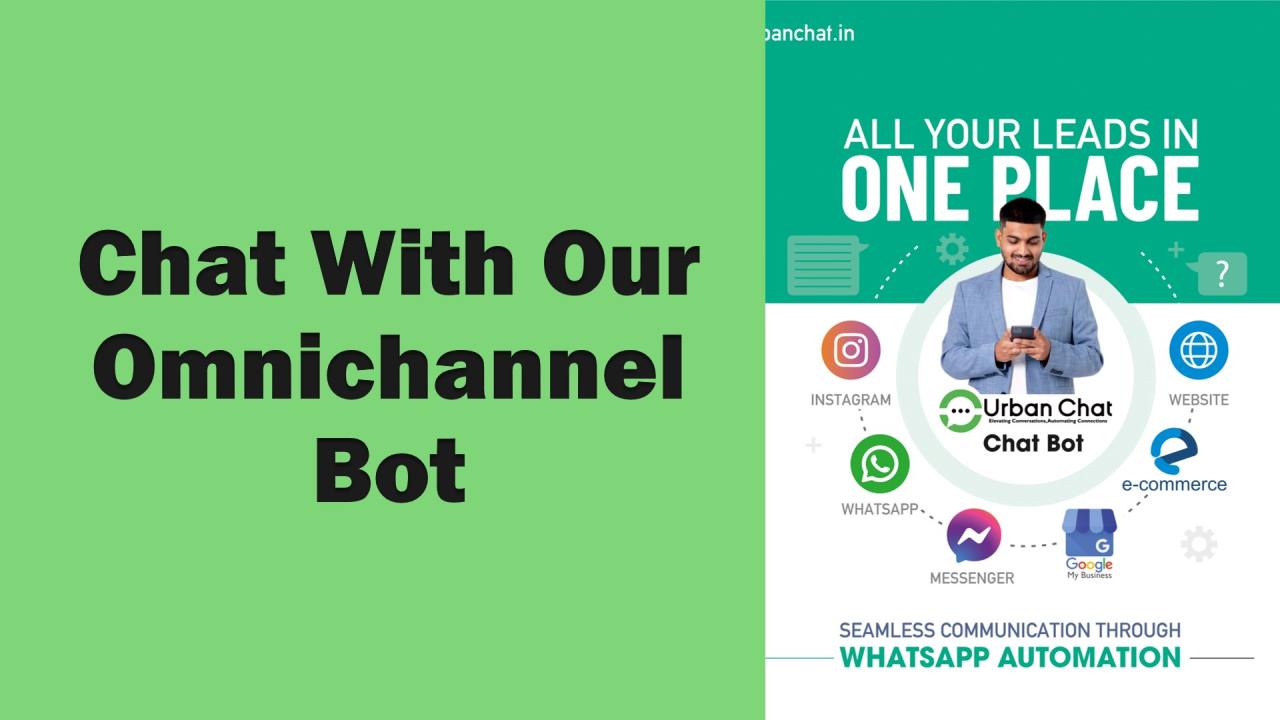 Chat With Our
Omnichannel
Bot
banchat.in
ALL YOUR LEADS IN
ONE PLACE
?
INSTAGRAM
WEBSITE
Urban Chat
Elevating Conversations,Automating Connections
Chat Bot
e-commerce
WHATSAPP
G
Google
My Business
MESSENGER
SEAMLESS COMMUNICATION THROUGH
WHATSAPP AUTOMATION